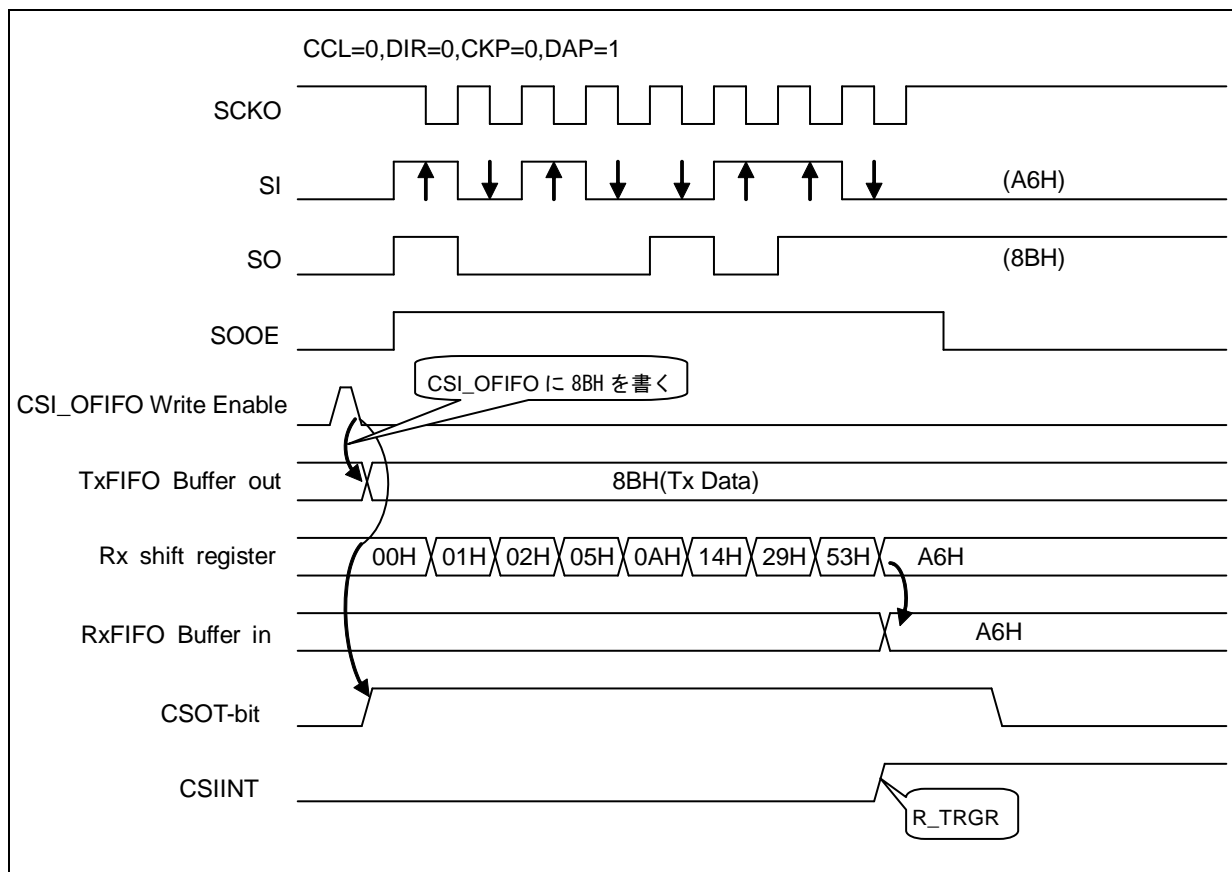 CCL=0,DIR=0,CKP=0,DAP=1
SCKO
SI
(A6H)
SO
(8BH)
SOOE
CSI_OFIFO に 8BH を書く
CSI_OFIFO Write Enable
TxFIFO Buffer out
8BH(Tx Data)
Rx shift register
00H 01H 02H 05H 0AH 14H 29H 53H A6H
RxFIFO Buffer in
A6H
CSOT-bit
CSIINT
R_TRGR